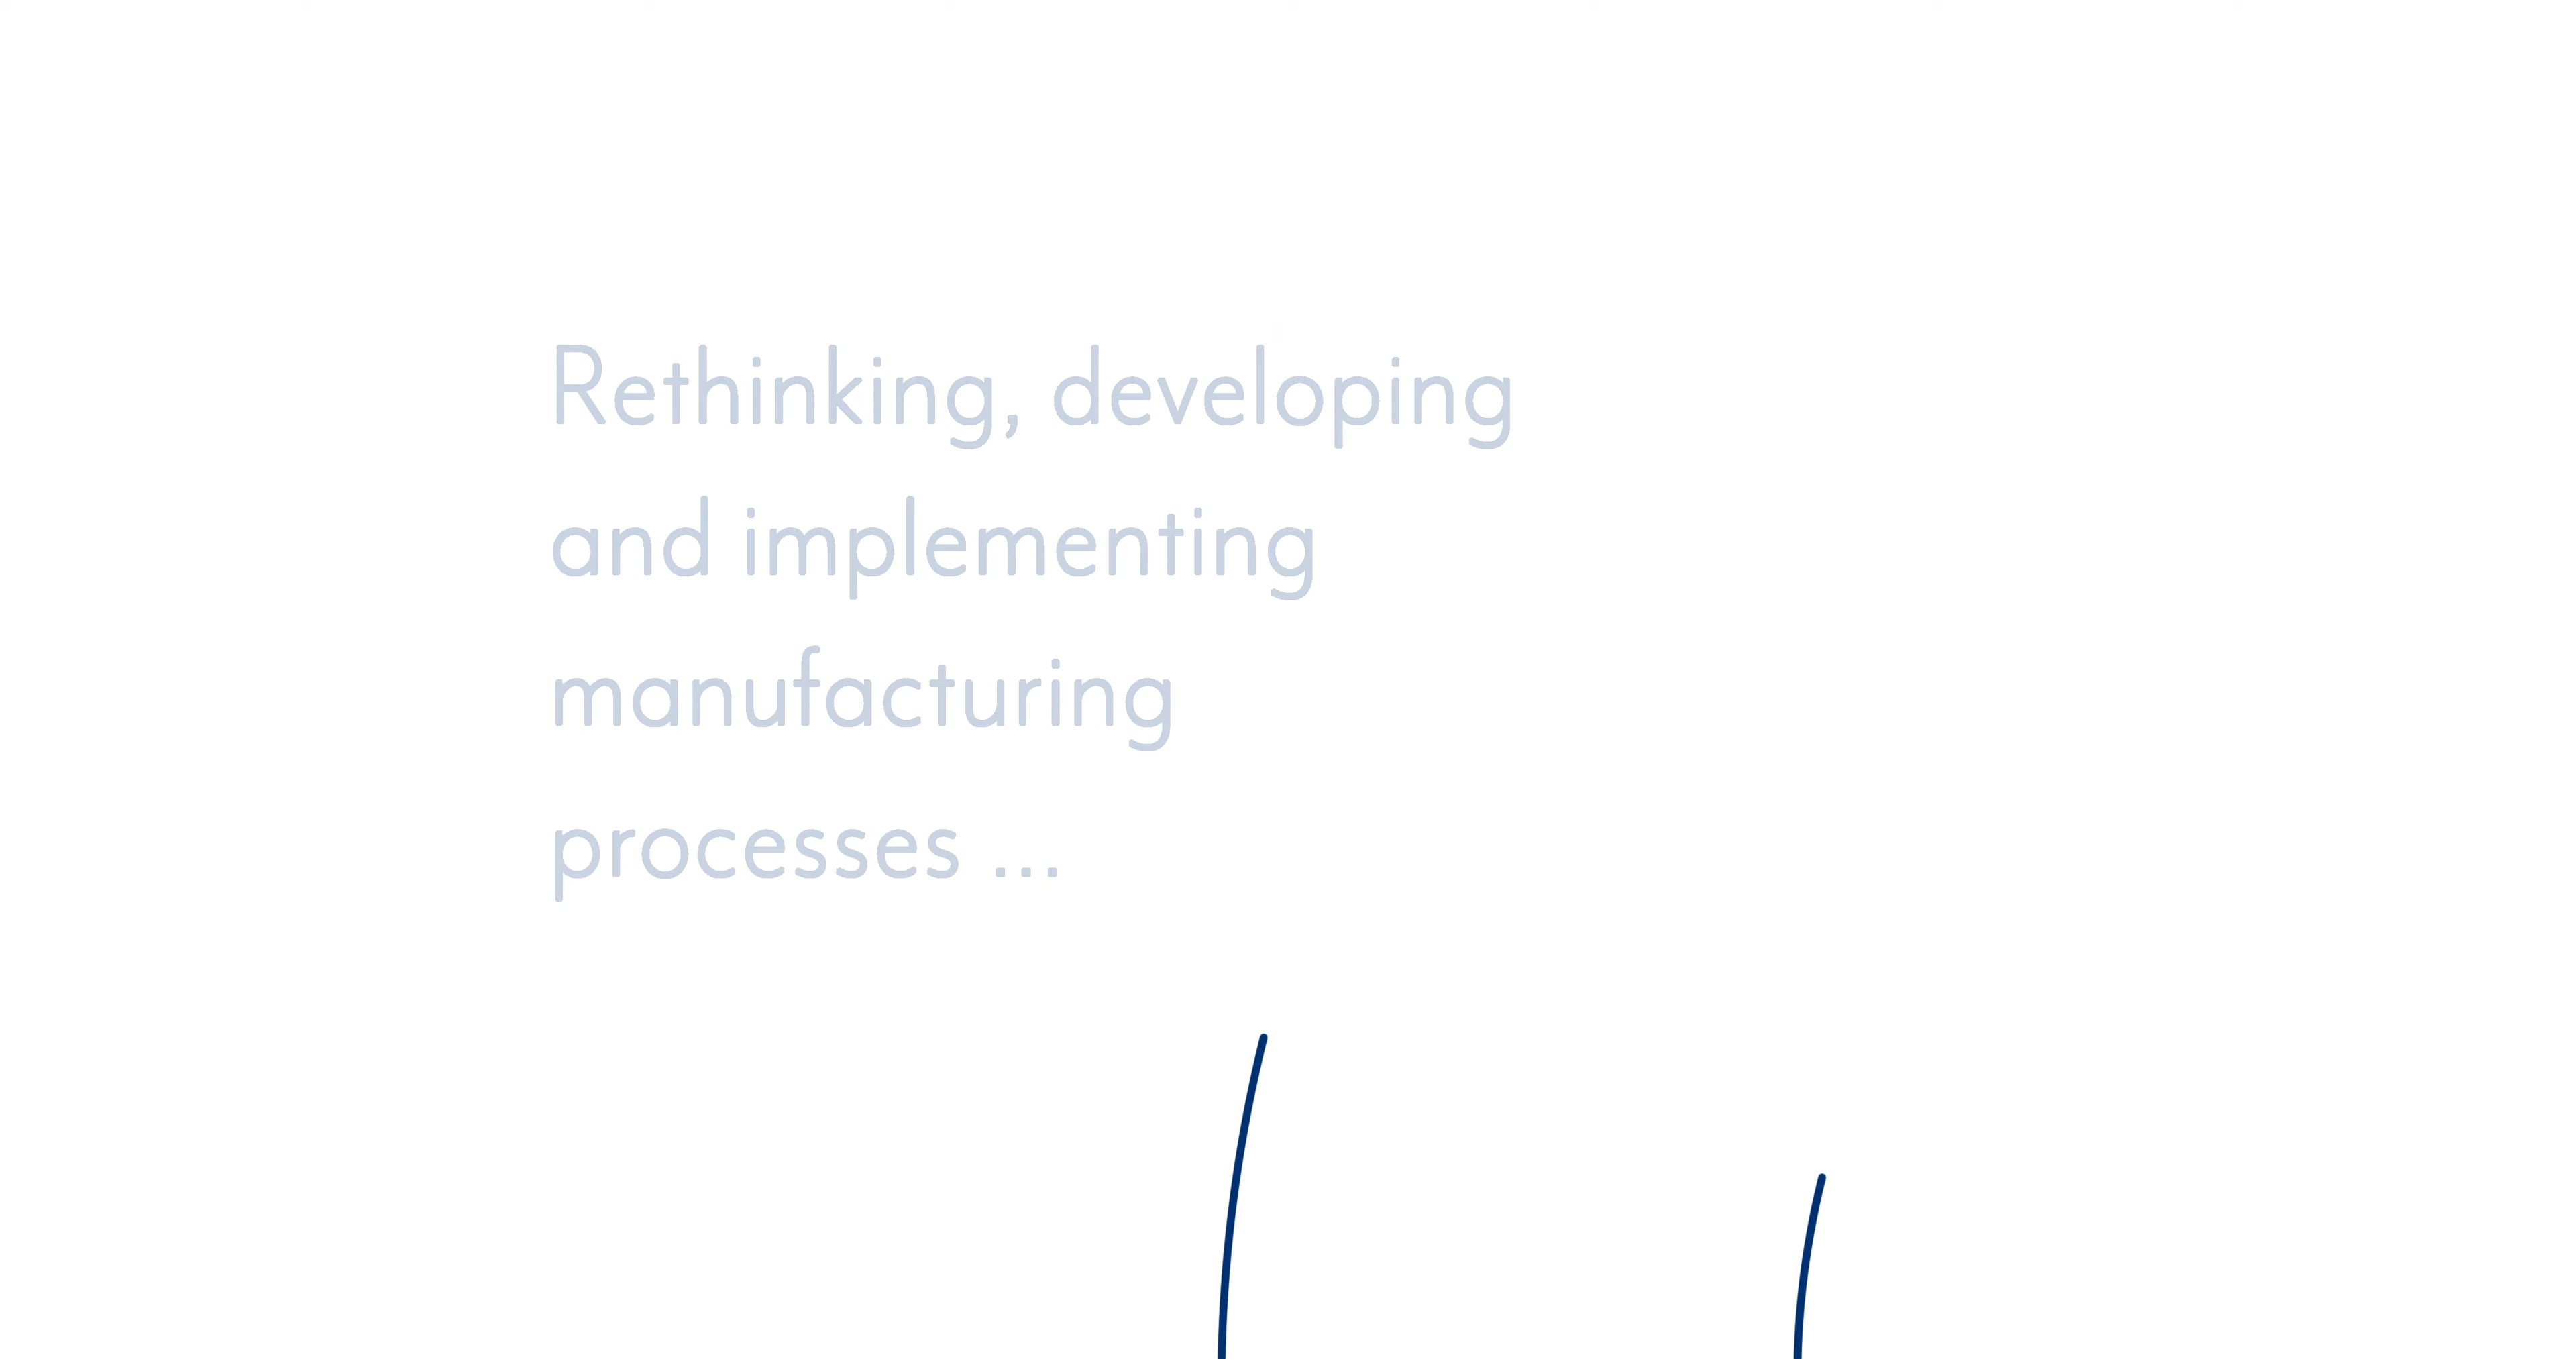 Rethinking, developing
and implementing
manufacturing
processes ...